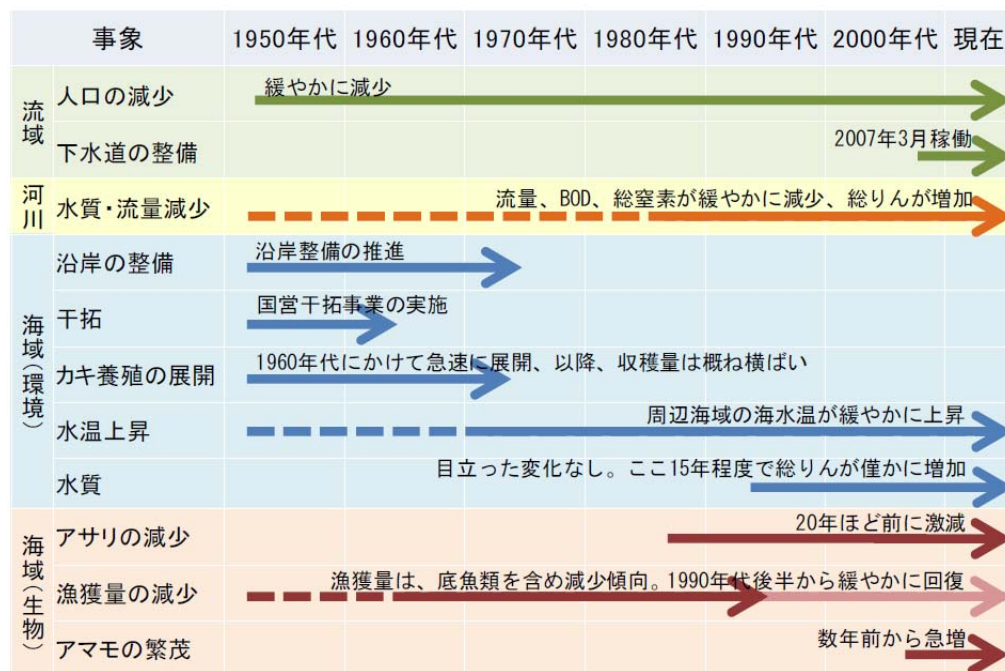 事象 1950年代 1960年代 1970年代 1980年代 1990年代 2000年代 現在
流域
人口の減少 緩やかに減少
下水道の整備 2007年3月稼働
河川
水質・流量減少 流量、BOD、総窒素が緩やかに減少、総りんが増加
海域(環境)
沿岸の整備 沿岸整備の推進
干拓 国営干拓事業の実施
カキ養殖の展開 1960年代にかけて急速に展開、以降、収穫量は概ね横ばい
水温上昇 周辺海域の海水温が緩やかに上昇
水質 目立った変化なし。ここ15年程度で総りんが僅かに増加
海域(生物)
アサリの減少 20年ほど前に激減
漁獲量の減少 漁獲量は、底魚類を含め減少傾向。1990年代後半から緩やかに回復
アマモの繁茂 数年前から急増